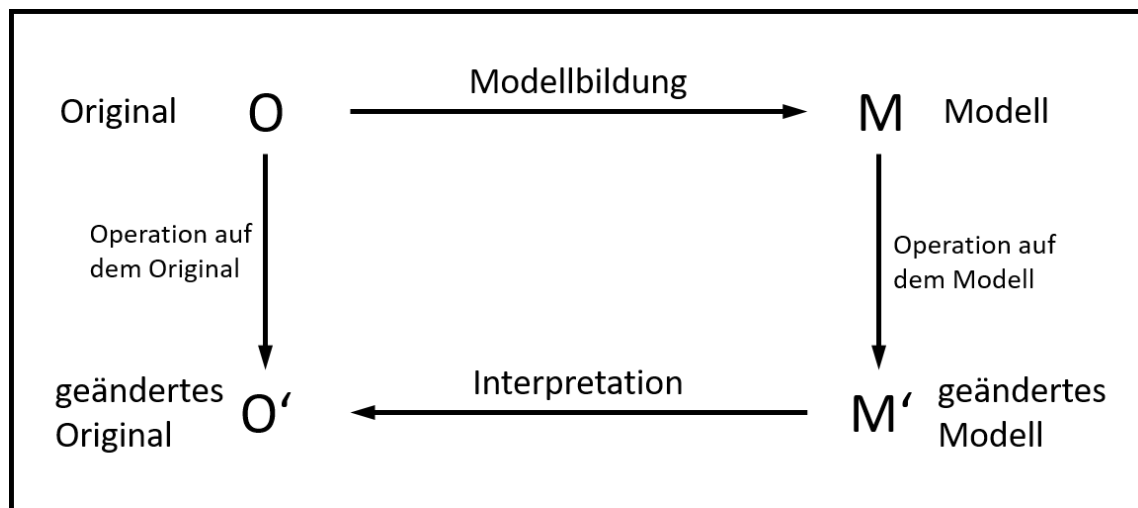 Modellbildung
Original O M Modell
Operation auf
dem Original
Operation auf
dem Modell
Interpretation
geändertes
Original
O‘
M‘
geändertes
Modell